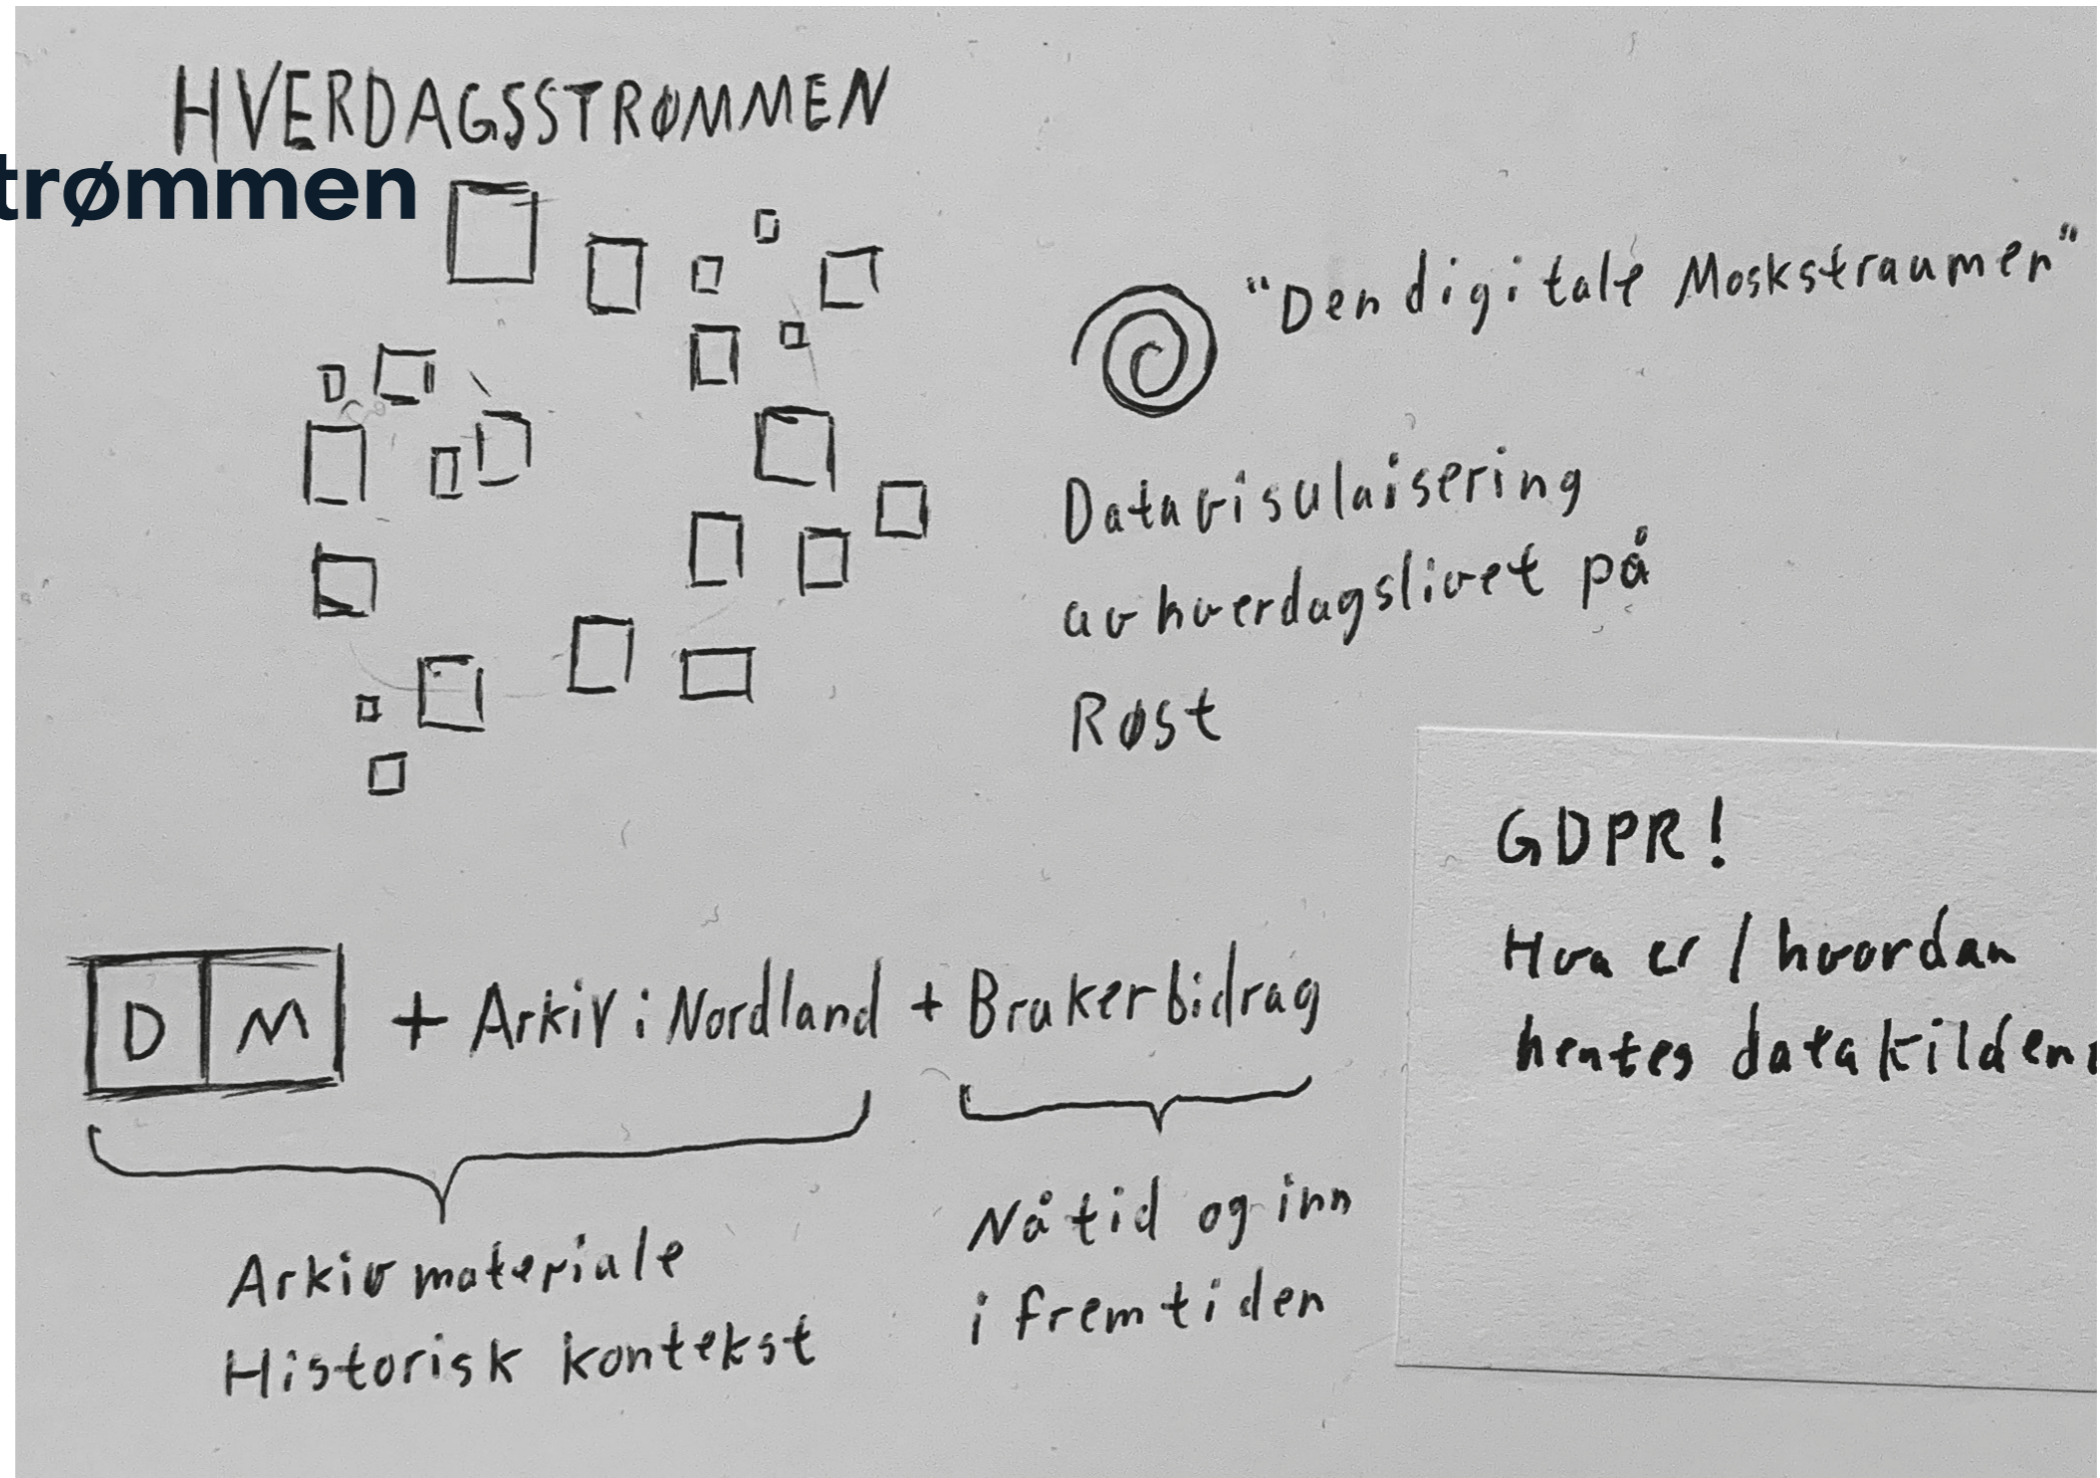 HVERDAGSSTRØMMEN
trømmen
"Den digitale Moskstraumen"
Datavisulaisering
av hverdagslivet på
Røst
GDPR!
Hva er / hvordan
hentes datakilden
D M + Arkiv i Nordland + Brukerbidrag
Arkivmateriale
Historisk kontekst
Nåtid og inn
i fremtiden